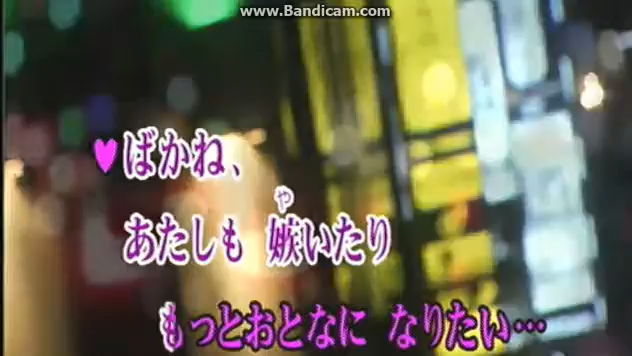 www.Bandicam.com
♥ばかね、
や
あたしも 嫉いたり
もっとおとなに なりたい…